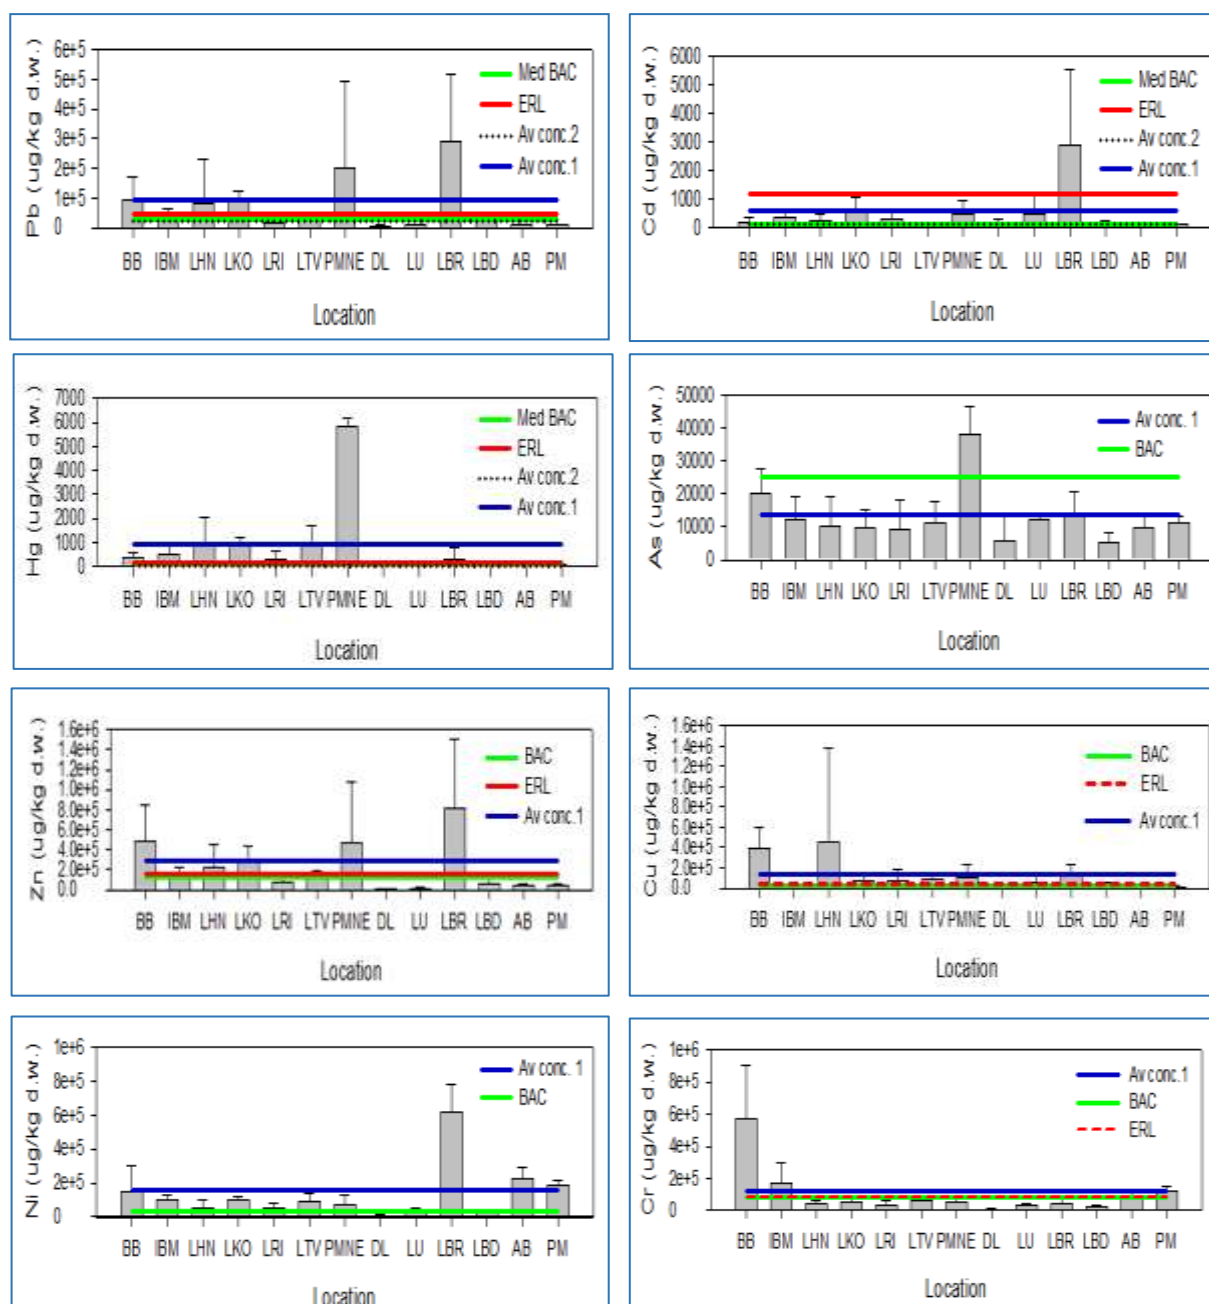 Pb (ug/kg d.w.)
6e+5
5e+5
4e+5
3e+5
2e+5
1e+5
0
Med BAC
ERL
Av conc.2
Av conc.1
BB IBM LHN LKO LRI LTV PMNE DL LU LBR LBD AB PM
Location
Cd (ug/kg d.w.)
6000
5000
4000
3000
2000
1000
0
Med BAC
ERL
Av conc.2
Av conc.1
BB IBM LHN LKO LRI LTV PMNE DL LU LBR LBD AB PM
Location
Hg (ug/kg d.w.)
7000
6000
5000
4000
3000
2000
1000
0
Med BAC
ERL
Av conc.2
Av conc.1
BB IBM LHN LKO LRI LTV PMNE DL LU LBR LBD AB PM
Location
As (ug/kg d.w.)
50000
40000
30000
20000
10000
0
Av conc. 1
BAC
BB IBM LHN LKO LRI LTV PMNE DL LU LBR LBD AB PM
Location
Zn (ug/kg d.w.)
1.6e+6
1.4e+6
1.2e+6
1.0e+6
8.0e+5
6.0e+5
4.0e+5
2.0e+5
0.0
BAC
ERL
Av conc.1
BB IBM LHN LKO LRI LTV PMNE DL LU LBR LBD AB PM
Location
Cu (ug/kg d.w.)
1.6e+6
1.4e+6
1.2e+6
1.0e+6
8.0e+5
6.0e+5
4.0e+5
2.0e+5
0.0
BAC
ERL
Av conc.1
BB IBM LHN LKO LRI LTV PMNE DL LU LBR LBD AB PM
Location
Ni (ug/kg d.w.)
1e+6
8e+5
6e+5
4e+5
2e+5
0
Av conc. 1
BAC
BB IBM LHN LKO LRI LTV PMNE DL LU LBR LBD AB PM
Location
Cr (ug/kg d.w.)
1e+6
8e+5
6e+5
4e+5
2e+5
0
Av conc.1
BAC
ERL
BB IBM LHN LKO LRI LTV PMNE DL LU LBR LBD AB PM
Location